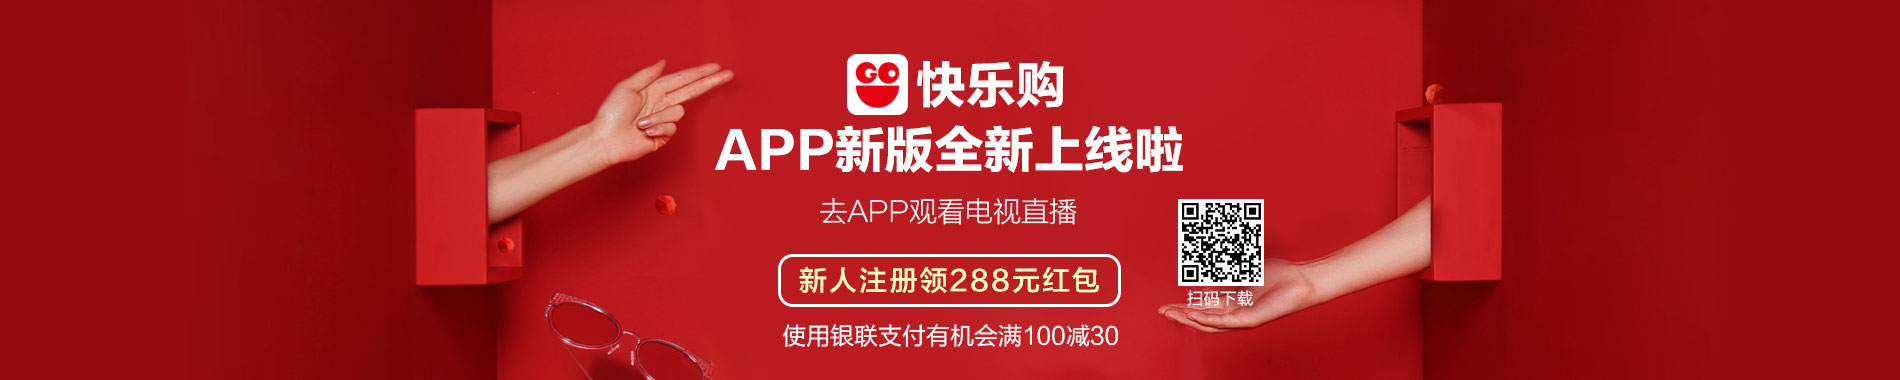 GO 快乐购
APP新版全新上线啦
去APP观看电视直播
新人注册领288元红包
使用银联支付有机会满100减30
扫码下载